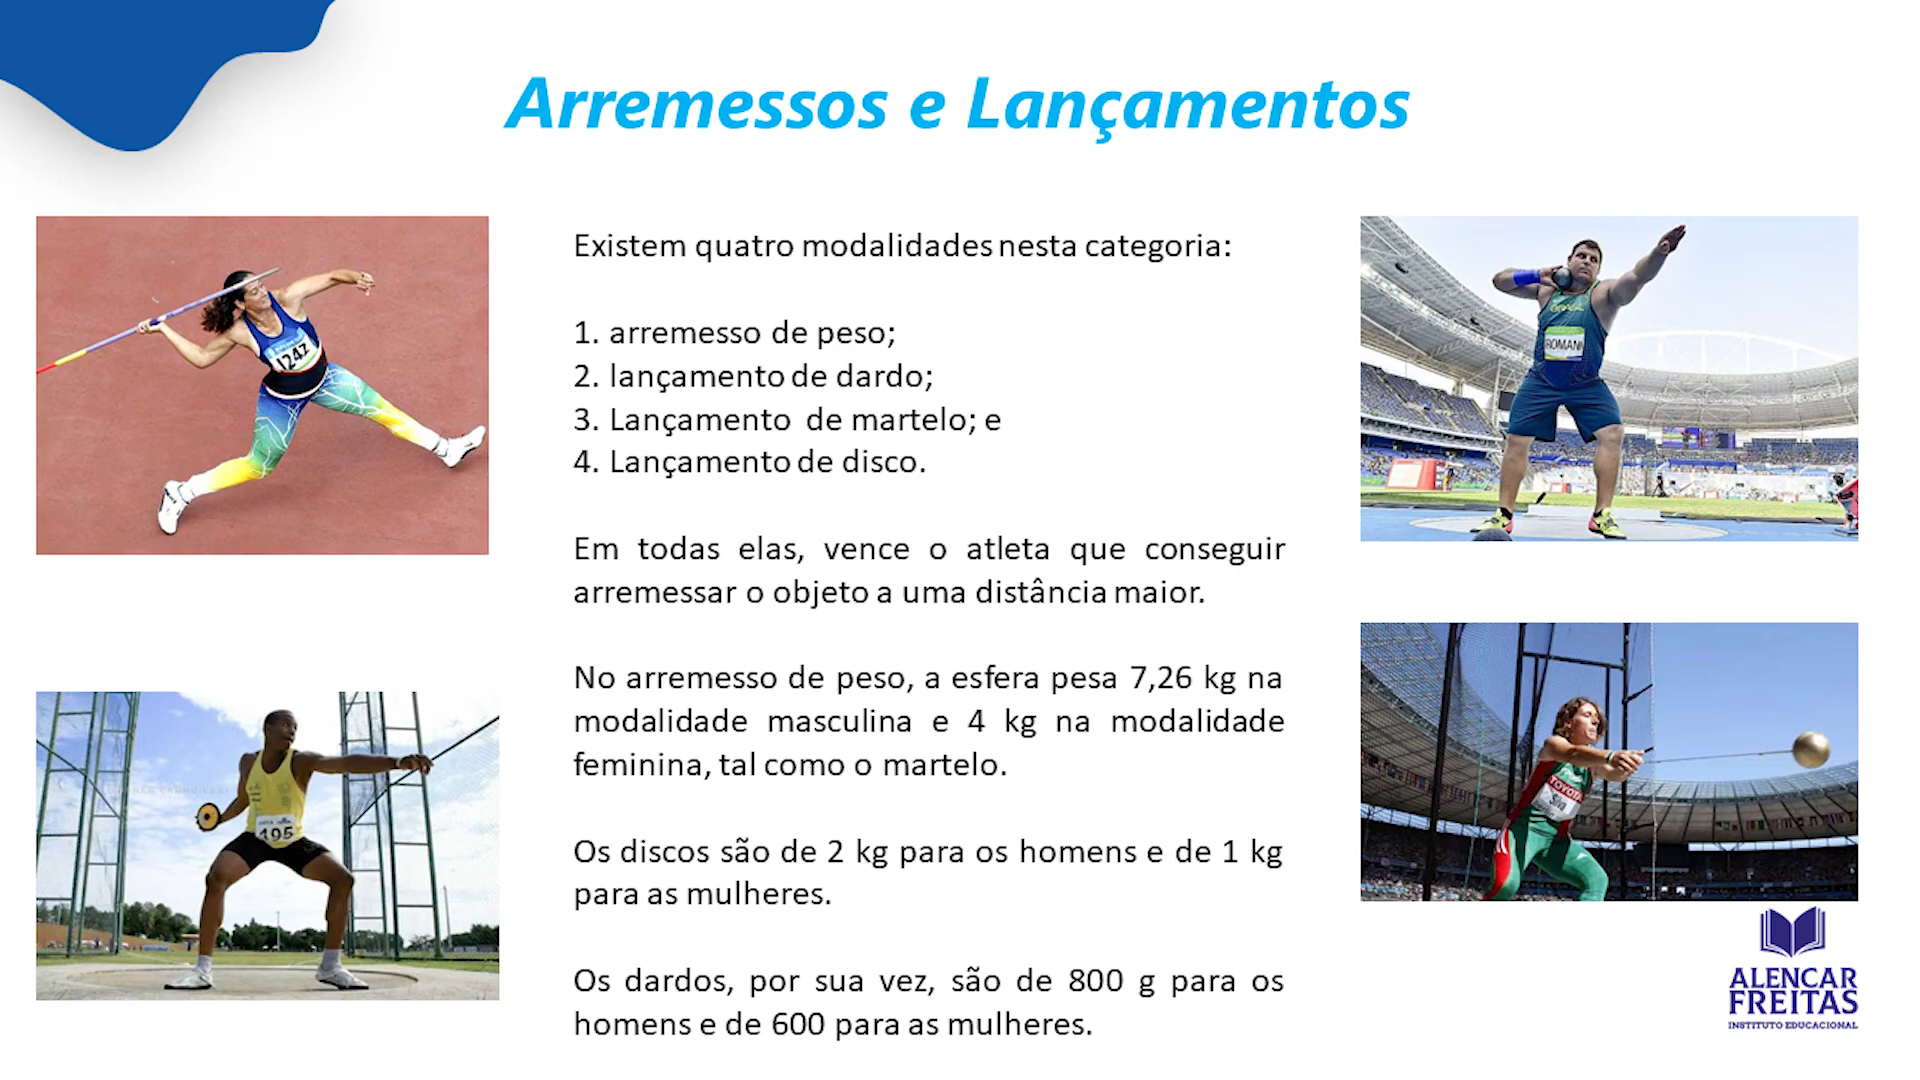 Arremessos e Lançamentos
Existem quatro modalidades nesta categoria:
1. arremesso de peso;
2. lançamento de dardo;
3. Lançamento de martelo; e
4. Lançamento de disco.
Em todas elas, vence o atleta que conseguir
arremessar o objeto a uma distância maior.
No arremesso de peso, a esfera pesa 7,26 kg na
modalidade masculina e 4 kg na modalidade
feminina, tal como o martelo.
Os discos são de 2 kg para os homens e de 1 kg
para as mulheres.
Os dardos, por sua vez, são de 800 g para os
homens e de 600 para as mulheres.
1247
195
ROMANI
TOYOTA
Silva
ALENCAR
FREITAS
INSTITUTO EDUCACIONAL